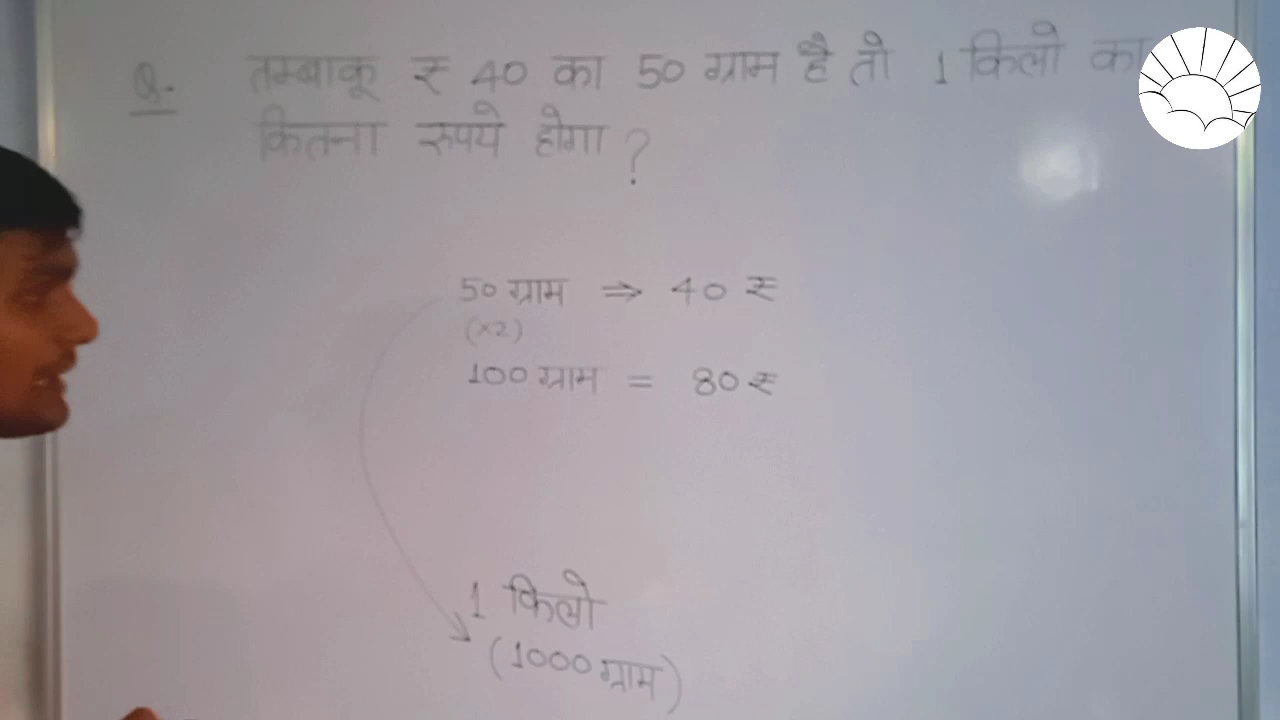 Q- तम्बाकू ₹ 40 का 50 ग्राम है तो 1 किलो का
कितना रुपये होगा ?
50 ग्राम ⇒ 40 ₹
(×2)
100 ग्राम = 80 ₹
1 किलो
(1000 ग्राम)